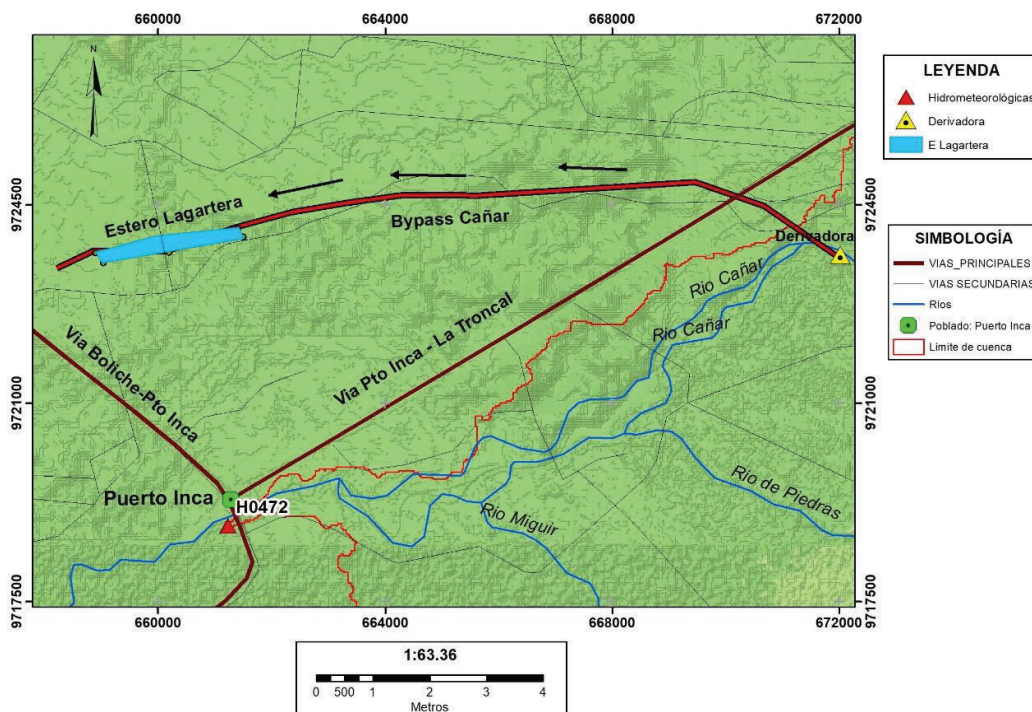 660000 664000 668000 672000
N
9724500
9721000
9717500
9724500
9721000
9717500
Estero Lagartera
Bypass Cañar
Derivadora
Rio Cañar
Rio Cañar
Via Pto Inca - La Troncal
Via Boliche-Pto Inca
Puerto Inca
H0472
Rio Miguir
Rio de Piedras
660000 664000 668000 672000
LEYENDA
Hidrometeorológicas
Derivadora
E Lagartera
SIMBOLOGÍA
VIAS_PRINCIPALES
VIAS SECUNDARIAS
Ríos
Poblado: Puerto Inca
Limite de cuenca
1:63.36
0 500 1 2 3 4
Metros